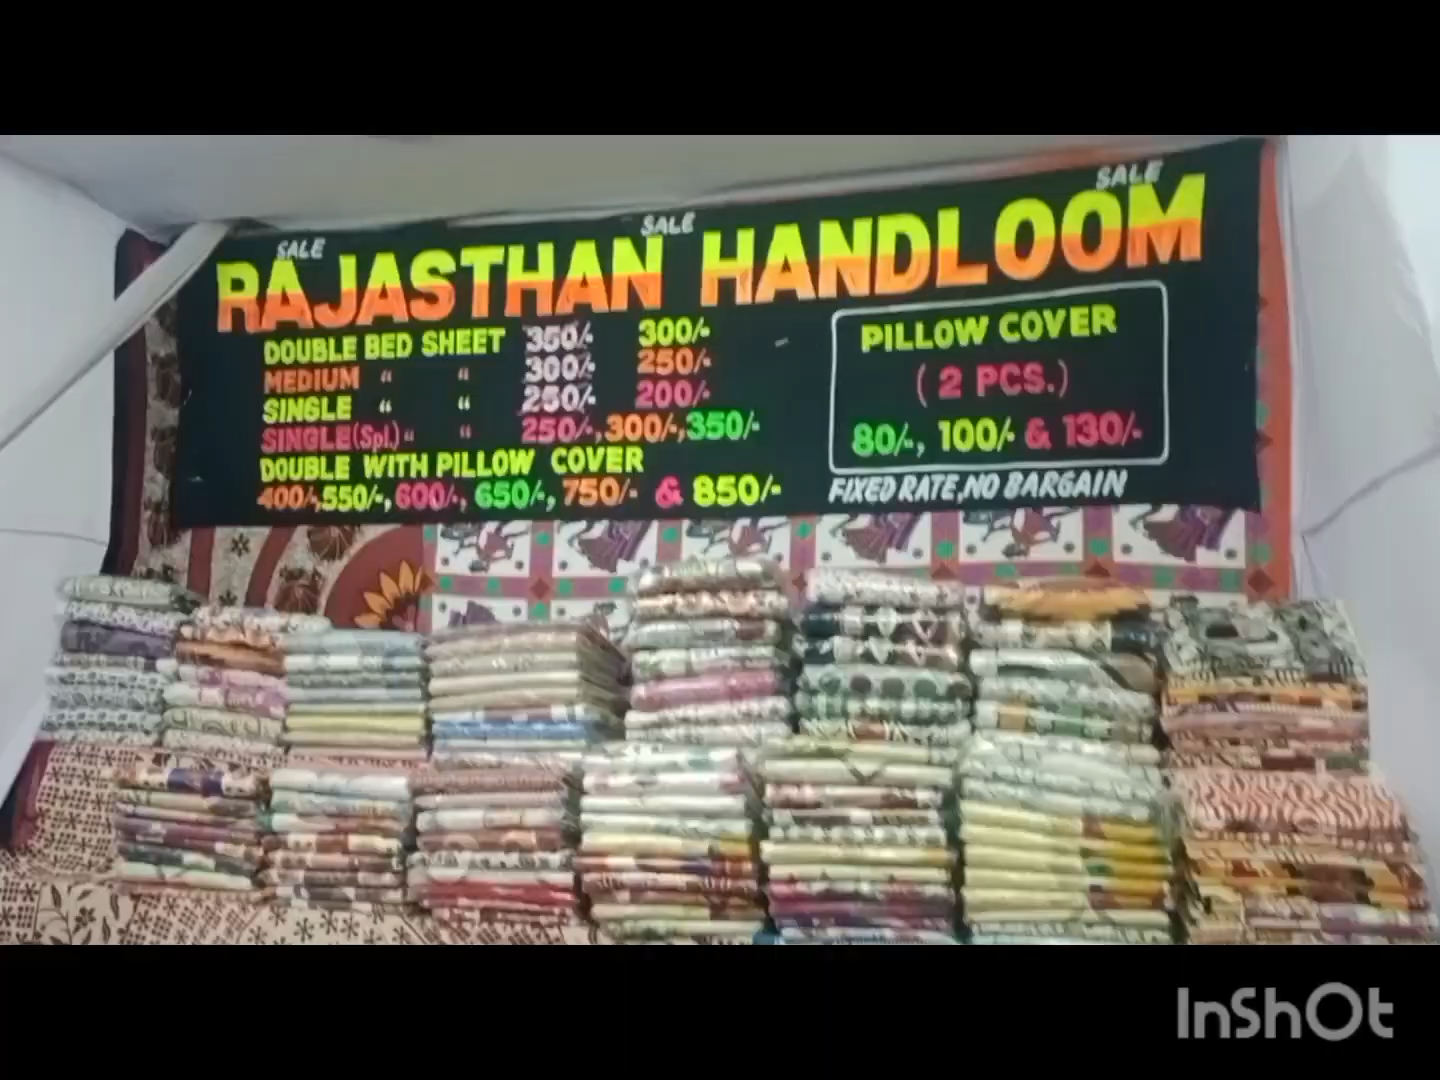 SALE SALE SALE
RAJASTHAN HANDLOOM
DOUBLE BED SHEET 350/- 300/-
MEDIUM “ “ 300/- 250/-
SINGLE “ “ 250/- 200/-
SINGLE(Spl.) “ “ 250/-,300/-,350/-
DOUBLE WITH PILLOW COVER
400/-,550/-,600/-,650/-,750/- & 850/-
PILLOW COVER
( 2 PCS.)
80/-, 100/- & 130/-
FIXED RATE,NO BARGAIN
InShOt